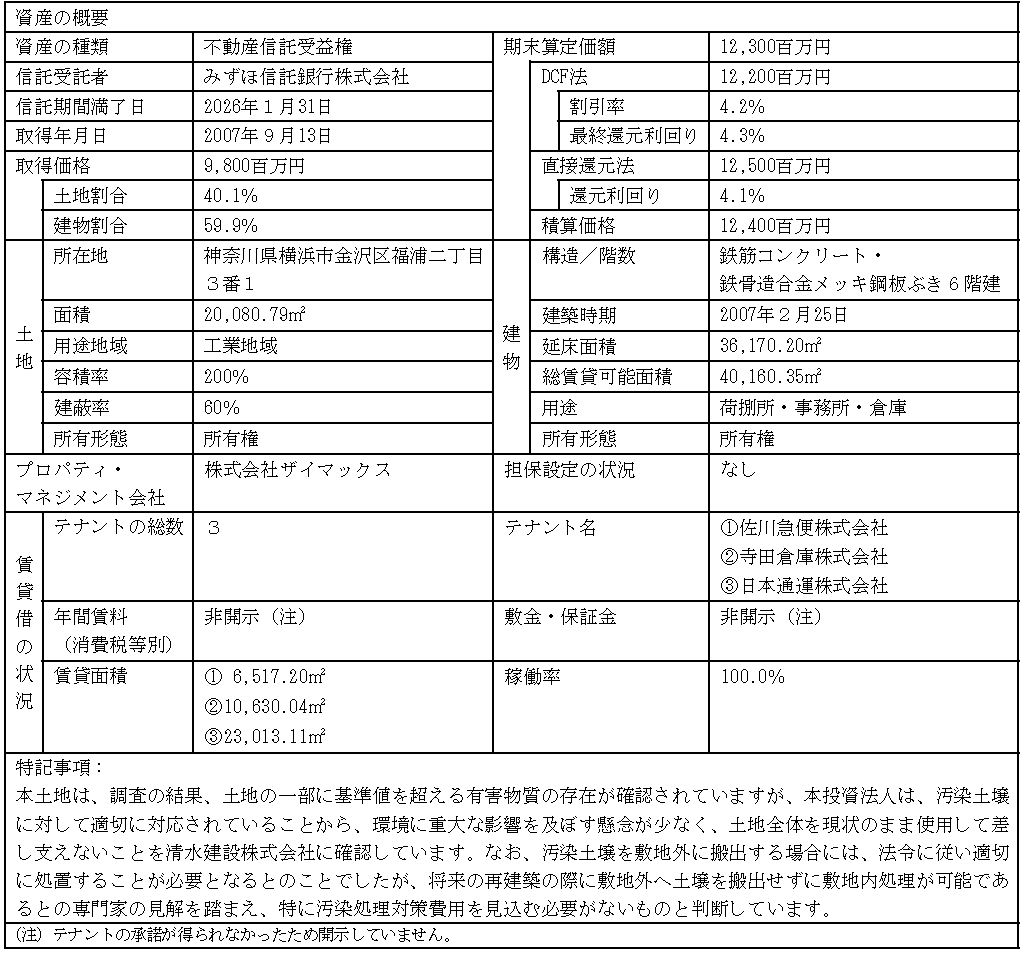 資産の概要
資産の種類 不動産信託受益権 期末算定価額 12,300百万円
信託受託者 みずほ信託銀行株式会社 DCF法 12,200百万円
信託期間満了日 2026年１月31日 割引率 4.2%
取得年月日 2007年９月13日 最終還元利回り 4.3%
取得価格 9,800百万円 直接還元法 12,500百万円
土地割合 40.1% 還元利回り 4.1%
建物割合 59.9% 積算価格 12,400百万円
土地 所在地 神奈川県横浜市金沢区福浦二丁目 建物 構造／階数 鉄筋コンクリート・
３番１ 鉄骨造合金メッキ鋼板ぶき６階建
面積 20,080.79㎡ 建築時期 2007年２月25日
用途地域 工業地域 延床面積 36,170.20㎡
容積率 200% 総賃貸可能面積 40,160.35㎡
建蔽率 60% 用途 荷捌所・事務所・倉庫
所有形態 所有権 所有形態 所有権
プロパティ・ 株式会社ザイマックス 担保設定の状況 なし
マネジメント会社
賃貸借の状況 テナントの総数 ３ テナント名 ①佐川急便株式会社
②寺田倉庫株式会社
③日本通運株式会社
年間賃料 非開示（注） 敷金・保証金 非開示（注）
（消費税等別）
賃貸面積 ① 6,517.20㎡ 稼働率 100.0%
②10,630.04㎡
③23,013.11㎡
特記事項：
本土地は、調査の結果、土地の一部に基準値を超える有害物質の存在が確認されていますが、本投資法人は、汚染土壌
に対して適切に対応されていることから、環境に重大な影響を及ぼす懸念が少なく、土地全体を現状のまま使用して差
し支えないことを清水建設株式会社に確認しています。なお、汚染土壌を敷地外に搬出する場合には、法令に従い適切
に処置することが必要となるとのことでしたが、将来の再建築の際に敷地外へ土壌を搬出せずに敷地内処理が可能であ
るとの専門家の見解を踏まえ、特に汚染処理対策費用を見込む必要がないものと判断しています。
（注）テナントの承諾が得られなかったため開示していません。